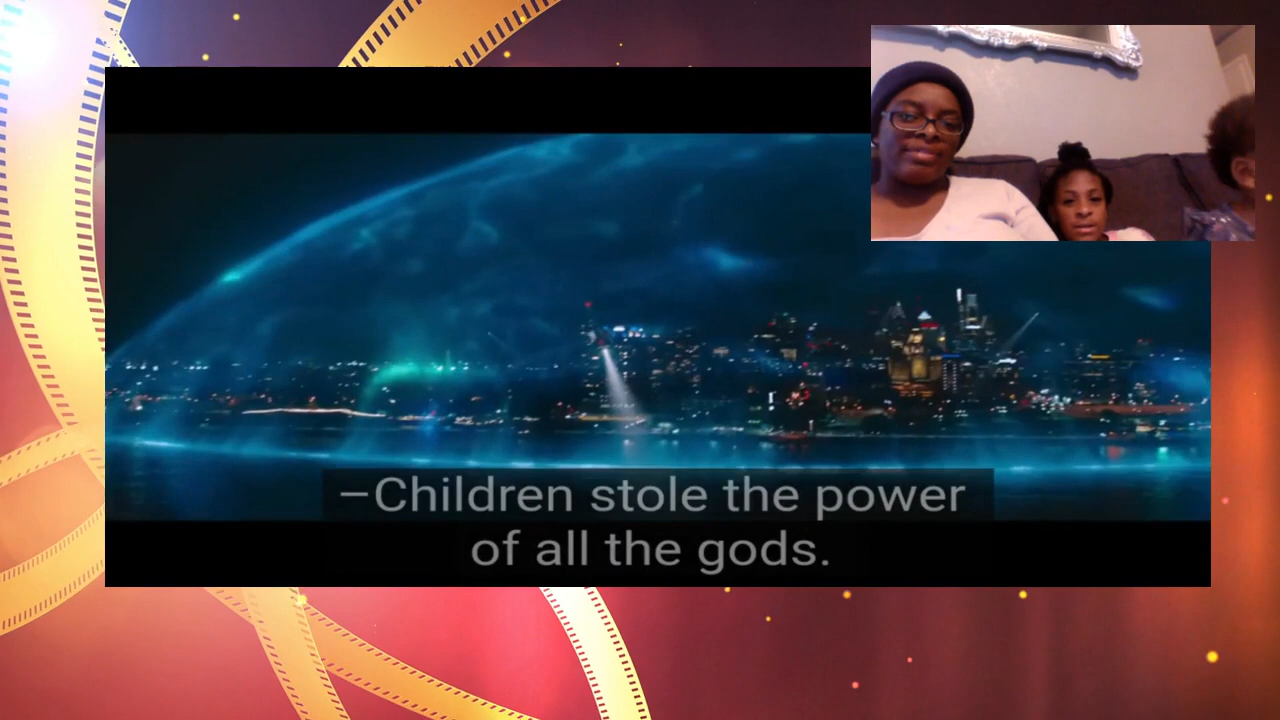 –Children stole the power
of all the gods.